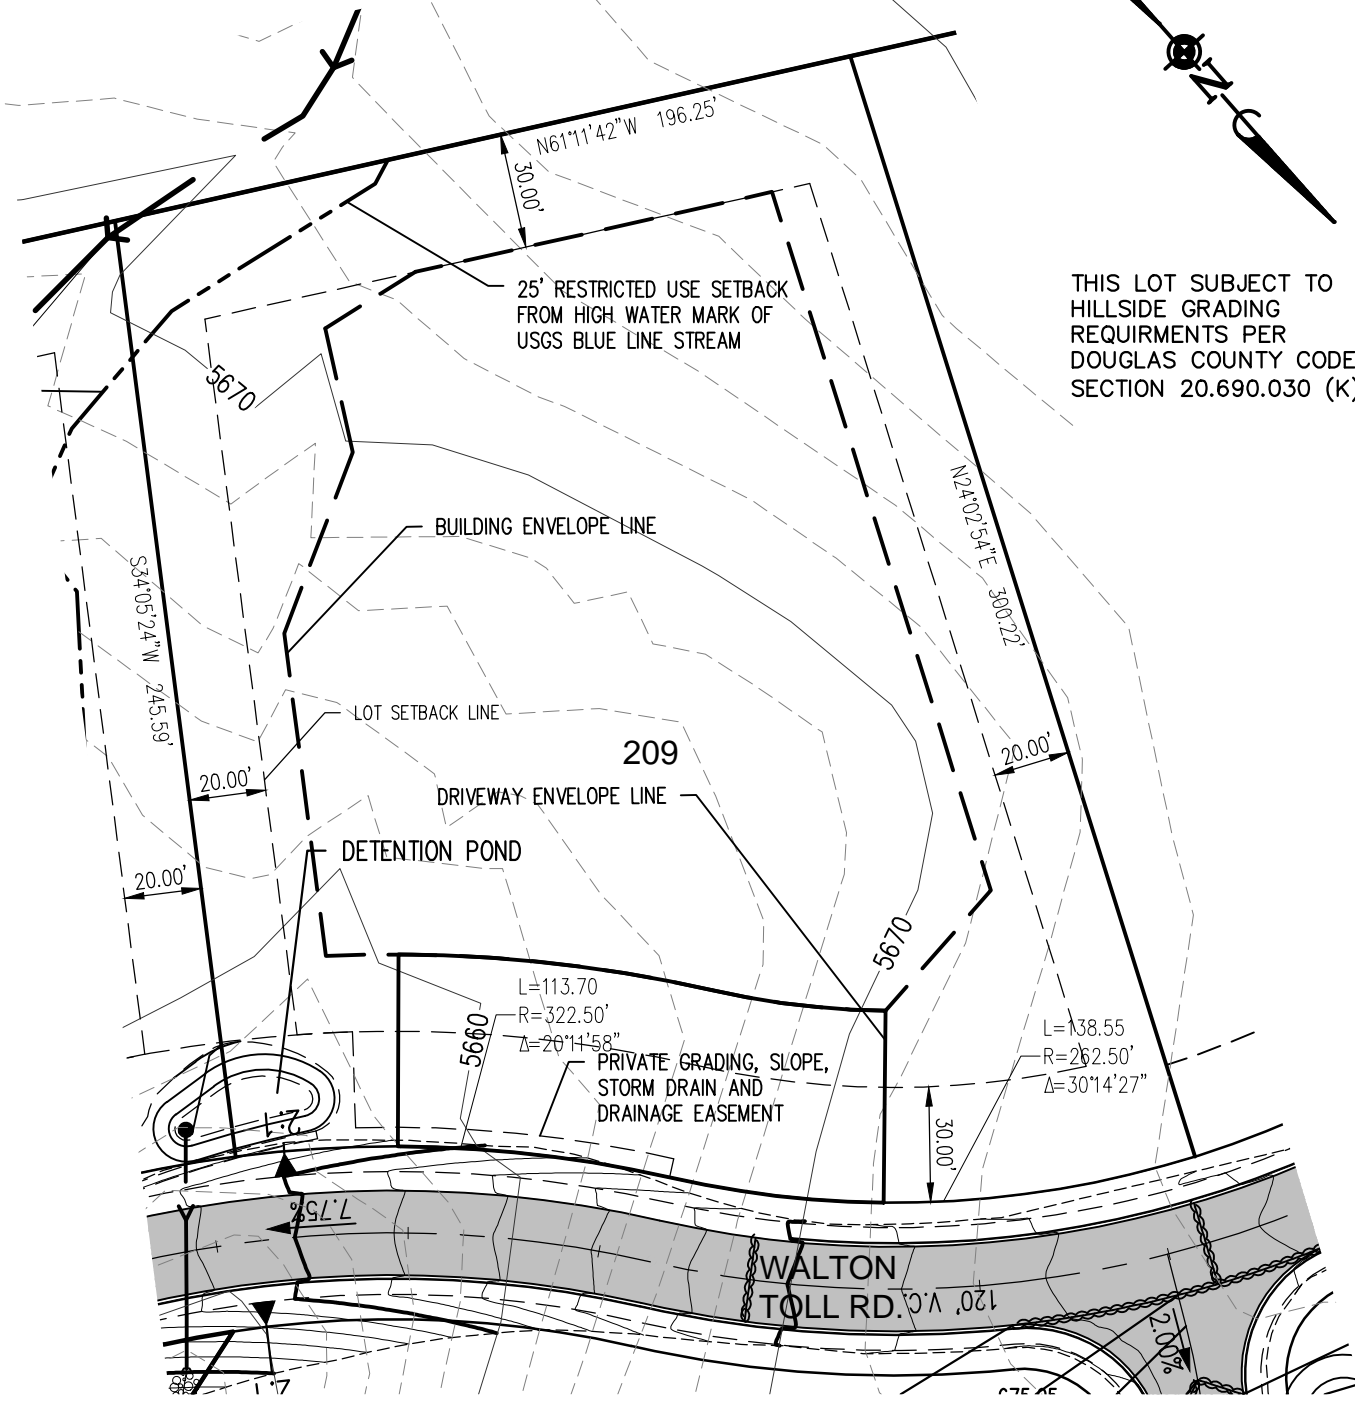 N
N61°11'42"W 196.25'
30.00'
25' RESTRICTED USE SETBACK
FROM HIGH WATER MARK OF
USGS BLUE LINE STREAM
THIS LOT SUBJECT TO
HILLSIDE GRADING
REQUIRMENTS PER
DOUGLAS COUNTY CODE
SECTION 20.690.030 (K)
5670
BUILDING ENVELOPE LINE
N24°02'54"E 300.22'
S34°05'24"W 245.59'
LOT SETBACK LINE
209
20.00'
20.00'
DRIVEWAY ENVELOPE LINE
DETENTION POND
20.00'
5670
L=113.70
R=322.50'
Δ=20°11'58"
5660
PRIVATE GRADING, SLOPE,
STORM DRAIN AND
DRAINAGE EASEMENT
L=138.55
R=262.50'
Δ=30°14'27"
30.00'
2:1
7.75%
WALTON
TOLL RD.
120' V.C.
2.00%